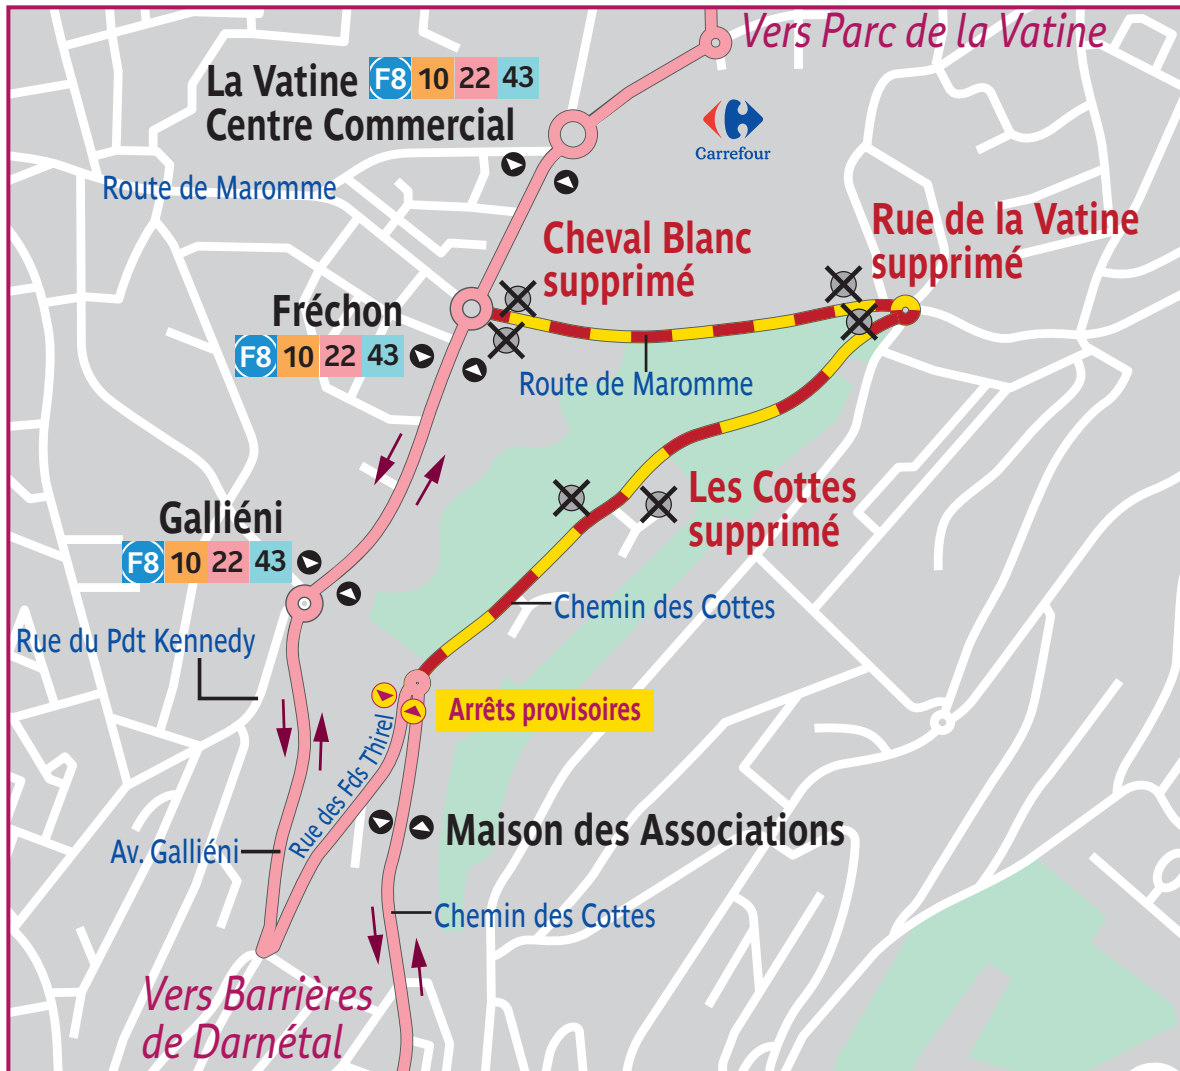 Vers Parc de la Vatine
La Vatine F8 10 22 43
Centre Commercial
Carrefour
Route de Maromme
Rue de la Vatine
supprimé
Cheval Blanc
supprimé
Fréchon
F8 10 22 43
Route de Maromme
Les Cottes
supprimé
Galliéni
F8 10 22 43
Chemin des Cottes
Rue du Pdt Kennedy
Arrêts provisoires
Rue des Fds Thirel
Maison des Associations
Av. Galliéni
Chemin des Cottes
Vers Barrières
de Darnétal